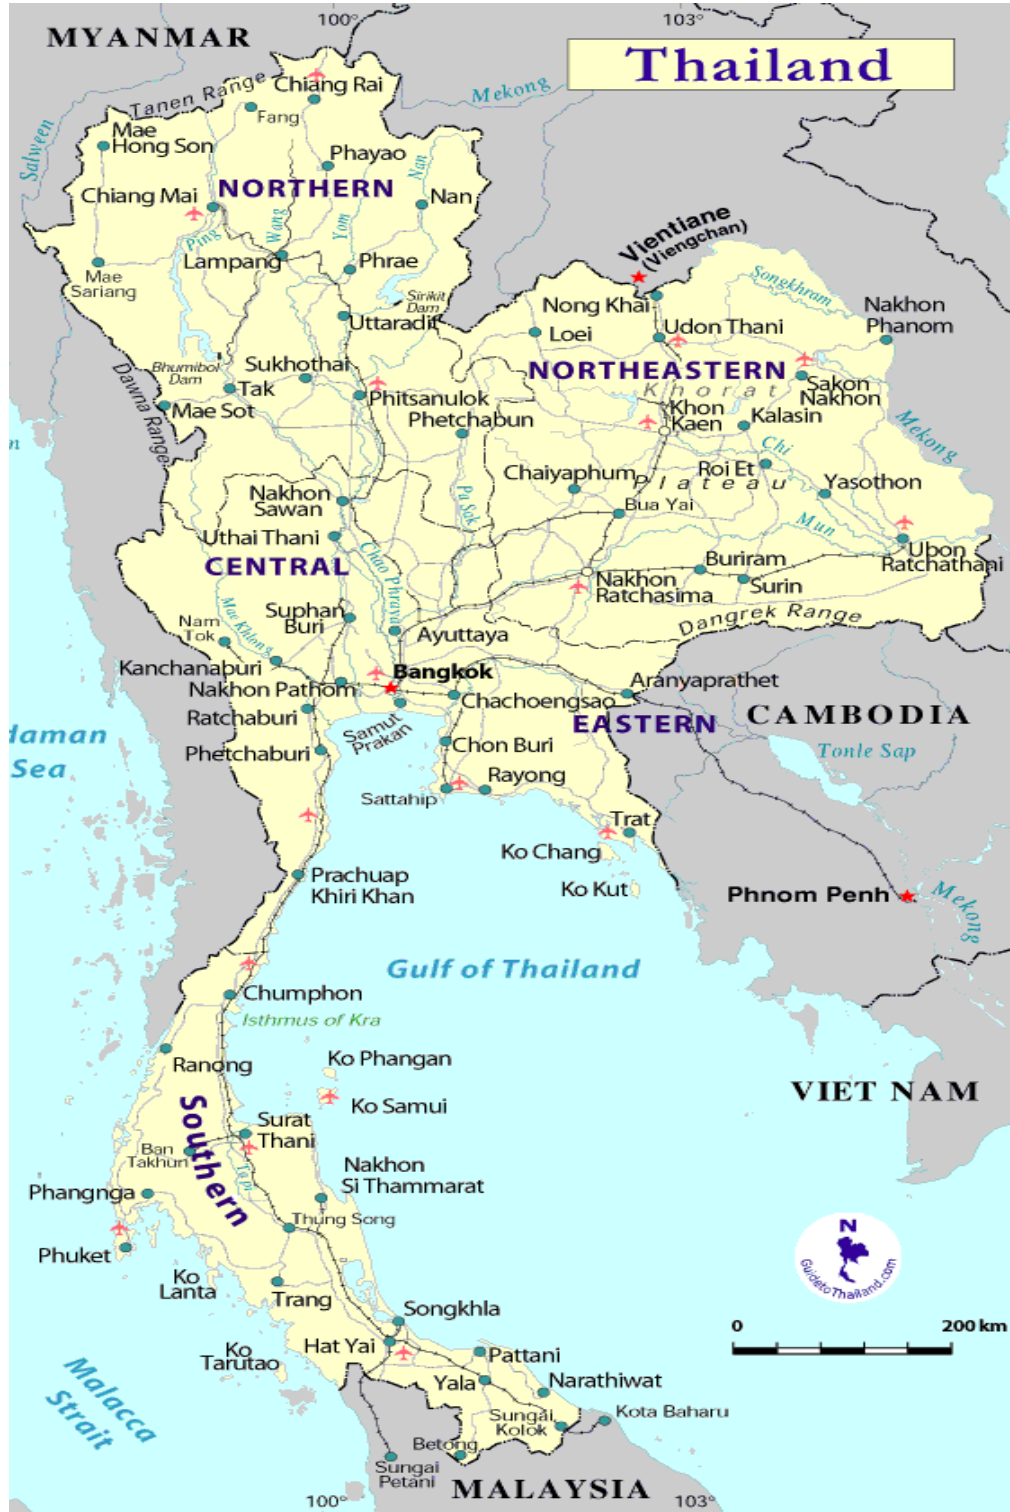 100°
103°
MYANMAR
Thailand
Tanen Range
Chiang Rai
Mekong
Fang
Salween
Mae
Hong Son
Phayao
Nan
Chiang Mai
NORTHERN
Nan
Ping
Wang
Yom
Vientiane
(Viengchan)
Lampang
Phrae
Mae
Sariang
Songkhram
Sirikit
Dam
Nong Khai
Nakhon
Phanom
Uttaradit
Loei
Udon Thani
Bhumibol
Dam
Sukhothai
NORTHEASTERN
Dawna Range
Tak
Phitsanulok
Khorat
Sakon
Nakhon
Mae Sot
Phetchabun
Khon
Kaen
Kalasin
Mekong
n
Chi
Chaiyaphum
Roi Et
Plateau
Yasothon
Nakhon
Sawan
Pa Sak
Bua Yai
Mun
Uthai Thani
Ubon
Ratchathani
CENTRAL
Chao Phraya
Buriram
Nakhon
Ratchasima
Surin
Mae Khlong
Suphan
Buri
Dangrek Range
Nam
Tok
Ayuttaya
Kanchanaburi
Bangkok
Nakhon Pathom
Aranyaprathet
Chachoengsao
Ratchaburi
EASTERN
CAMBODIA
Samut
Prakan
daman
Sea
Phetchaburi
Chon Buri
Tonle Sap
Rayong
Sattahip
Trat
Ko Chang
Prachuap
Khiri Khan
Ko Kut
Phnom Penh
Mekong
Gulf of Thailand
Chumphon
Isthmus of Kra
Ranong
Ko Phangan
VIET NAM
Ko Samui
Southern
Surat
Thani
Ban
Takhun
Tapi
Nakhon
Si Thammarat
Phangnga
Thung Song
N
GuidetoThailand.com
Phuket
Ko
Lanta
Trang
Songkhla
0
200 km
Hat Yai
Ko
Tarutao
Pattani
Malacca
Strait
Yala
Narathiwat
Sungai
Kolok
Kota Baharu
Betong
Sungai
Petani
MALAYSIA
100°
103°